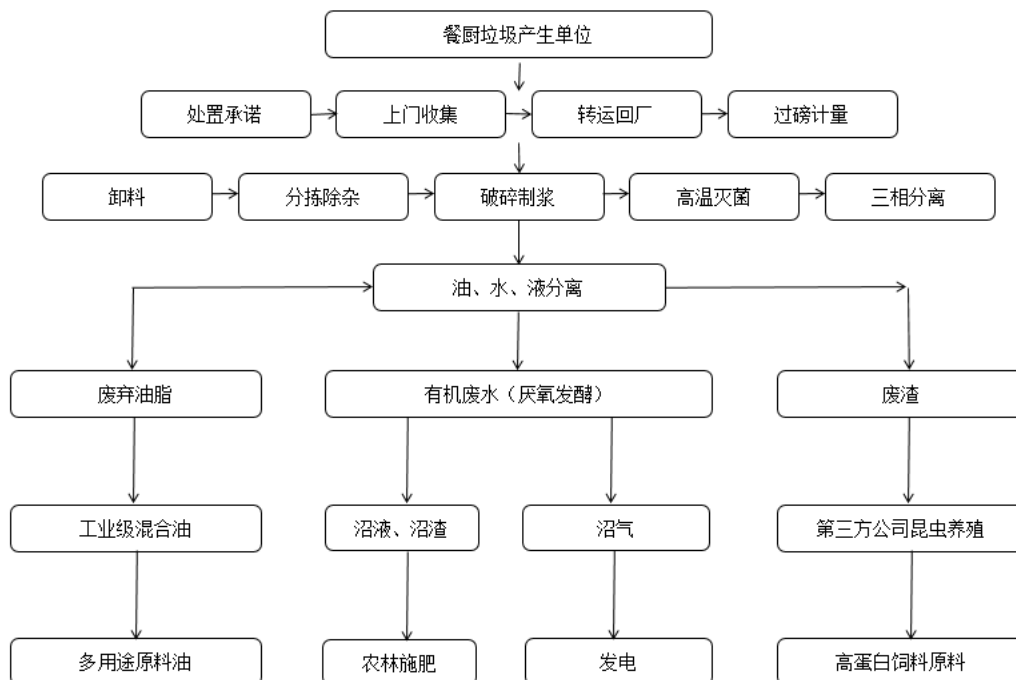 餐厨垃圾产生单位
处置承诺
上门收集
转运回厂
过磅计量
卸料
分拣除杂
破碎制浆
高温灭菌
三相分离
油、水、液分离
废弃油脂
有机废水（厌氧发酵）
废渣
工业级混合油
沼液、沼渣
沼气
第三方公司昆虫养殖
多用途原料油
农林施肥
发电
高蛋白饲料原料